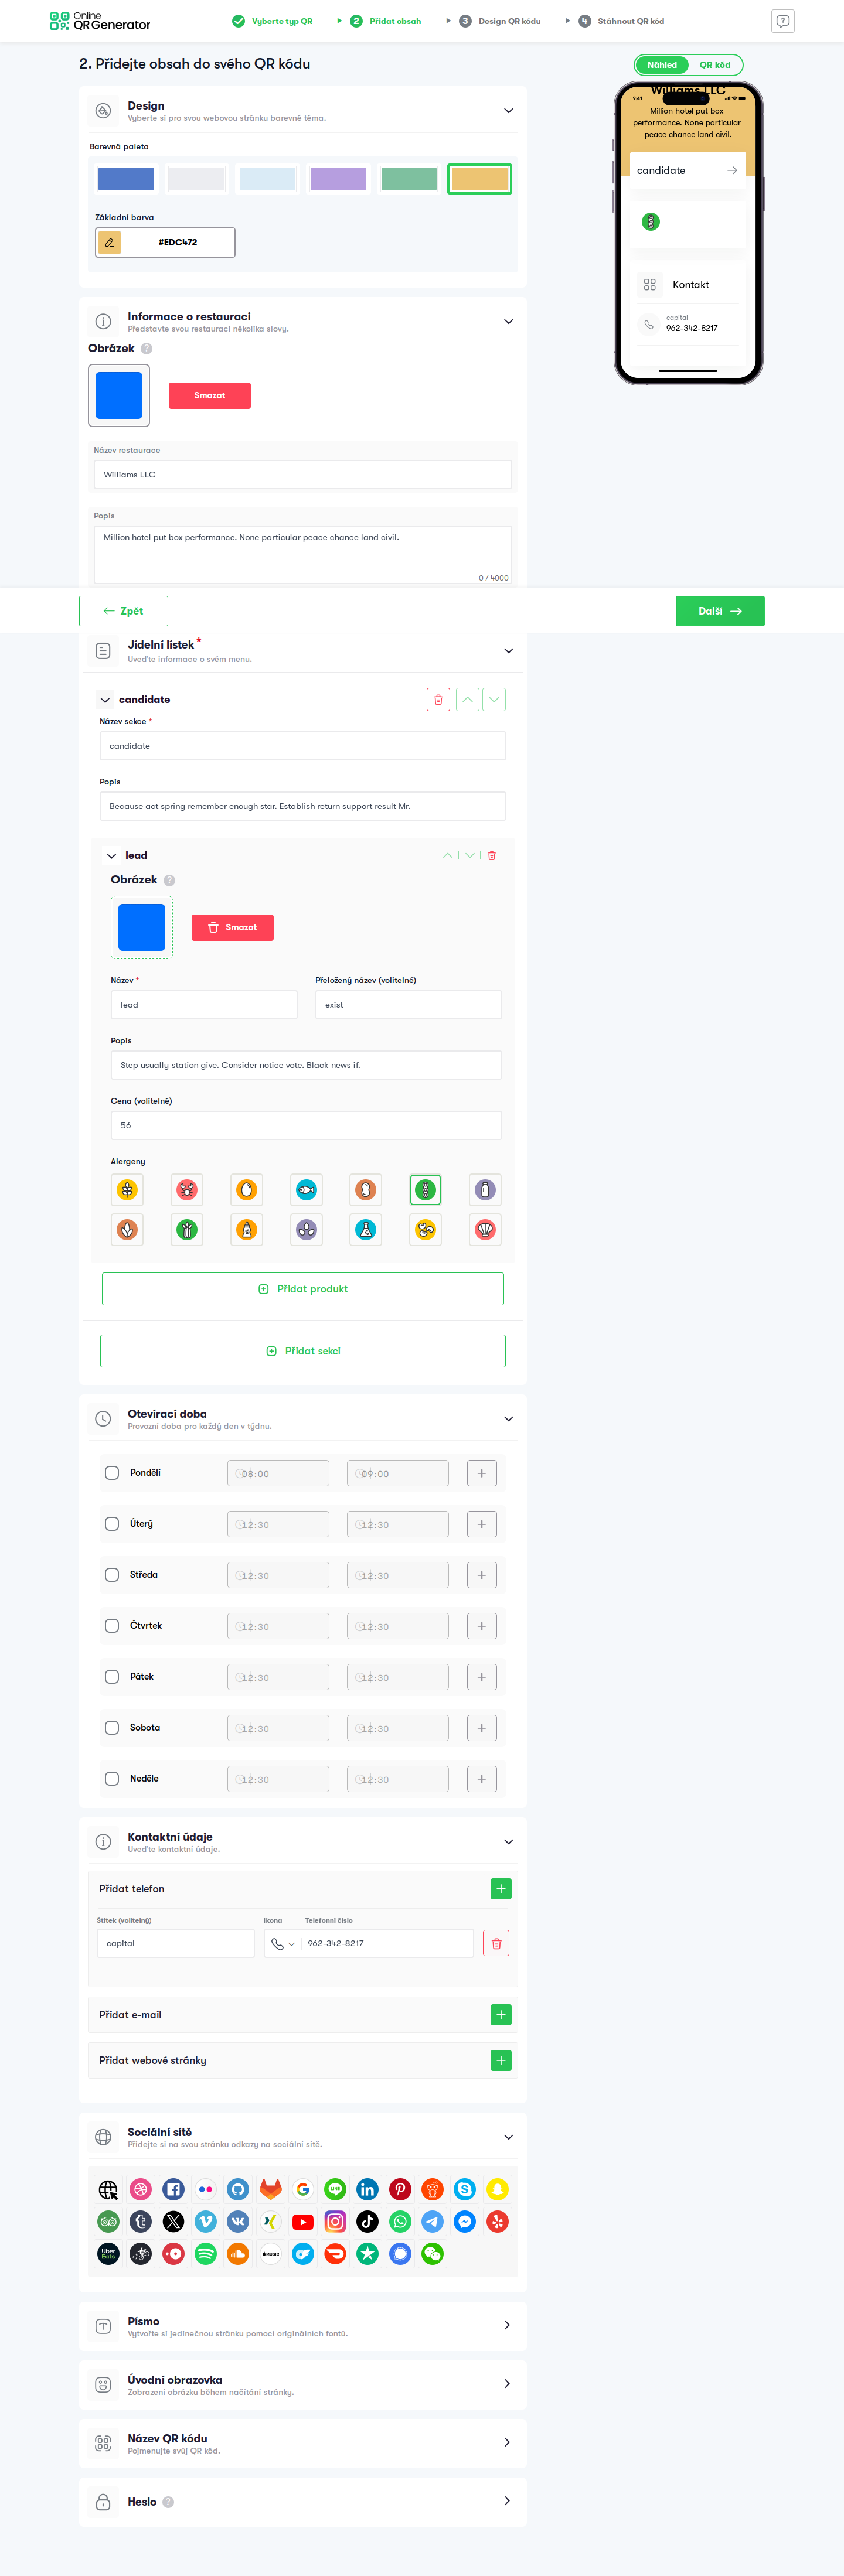 Online
QR Generator
Vyberte typ QR
2 Přidat obsah
3 Design QR kódu
4 Stáhnout QR kód
2. Přidejte obsah do svého QR kódu
Náhled QR kód
Design
Vyberte si pro svou webovou stránku barevné téma.
Barevná paleta
Základní barva
#EDC472
Williams LLC
9:41
Million hotel put box
performance. None particular
peace chance land civil.
candidate
Kontakt
capital
962-342-8217
Informace o restauraci
Představte svou restauraci několika slovy.
Obrázek ?
Smazat
Název restaurace
Williams LLC
Popis
Million hotel put box performance. None particular peace chance land civil.
0 / 4000
Zpět
Další
Jídelní lístek *
Uveďte informace o svém menu.
candidate
Název sekce *
candidate
Popis
Because act spring remember enough star. Establish return support result Mr.
lead
Obrázek ?
Smazat
Název * Přeložený název (volitelné)
lead exist
Popis
Step usually station give. Consider notice vote. Black news if.
Cena (volitelné)
56
Alergeny
Přidat produkt
Přidat sekci
Otevírací doba
Provozní doba pro každý den v týdnu.
Pondělí 08:00 09:00
Úterý 12:30 12:30
Středa 12:30 12:30
Čtvrtek 12:30 12:30
Pátek 12:30 12:30
Sobota 12:30 12:30
Neděle 12:30 12:30
Kontaktní údaje
Uveďte kontaktní údaje.
Přidat telefon
Štítek (volitelný) Ikona Telefonní číslo
capital 962-342-8217
Přidat e-mail
Přidat webové stránky
Sociální sítě
Přidejte si na svou stránku odkazy na sociální sítě.
LINE
Uber
Eats
MUSIC
Písmo
Vytvořte si jedinečnou stránku pomocí originálních fontů.
Úvodní obrazovka
Zobrazení obrázku během načítání stránky.
Název QR kódu
Pojmenujte svůj QR kód.
Heslo ?